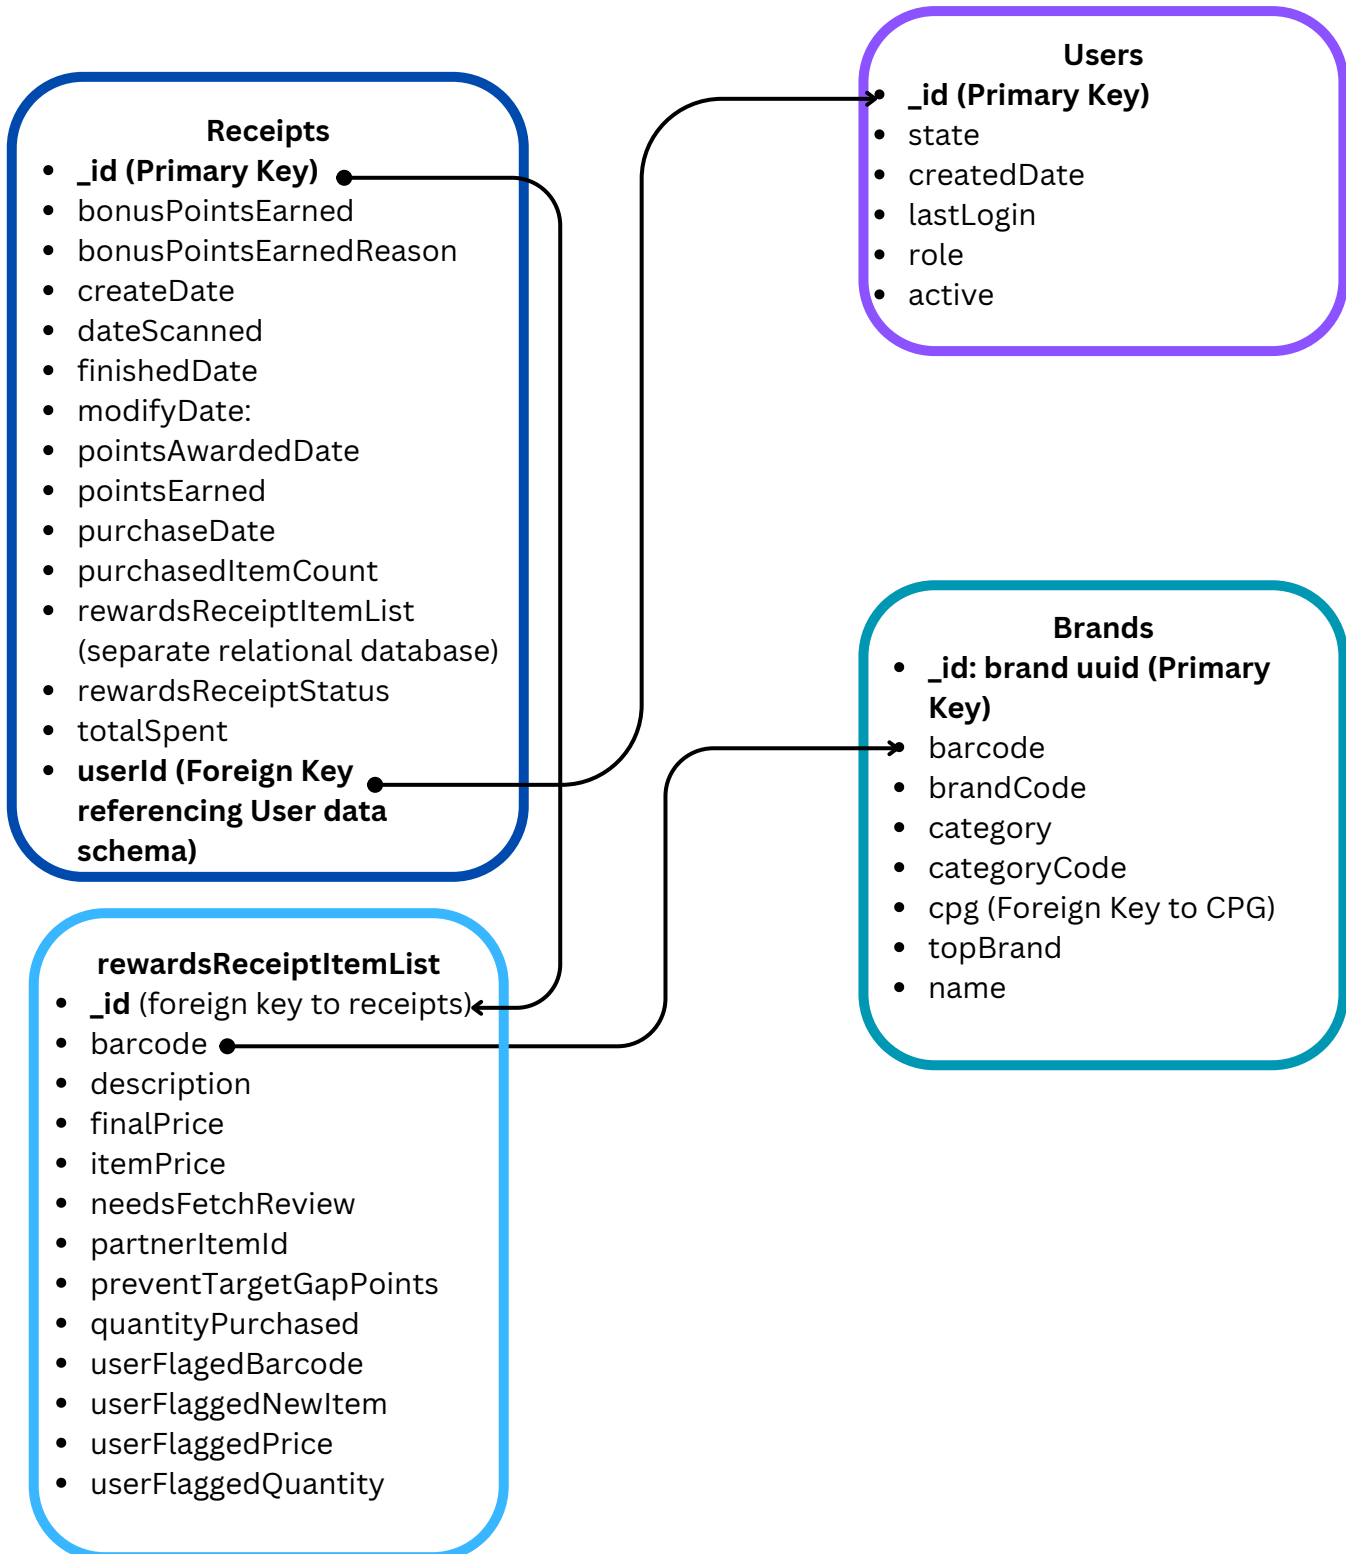 Receipts
• _id (Primary Key)
• bonusPointsEarned
• bonusPointsEarnedReason
• createDate
• dateScanned
• finishedDate
• modifyDate:
• pointsAwardedDate
• pointsEarned
• purchaseDate
• purchasedItemCount
• rewardsReceiptItemList
(separate relational database)
• rewardsReceiptStatus
• totalSpent
• userId (Foreign Key
referencing User data
schema)
rewardsReceiptItemList
• _id (foreign key to receipts)
• barcode
• description
• finalPrice
• itemPrice
• needsFetchReview
• partnerItemId
• preventTargetGapPoints
• quantityPurchased
• userFlagedBarcode
• userFlaggedNewItem
• userFlaggedPrice
• userFlaggedQuantity
Users
• _id (Primary Key)
• state
• createdDate
• lastLogin
• role
• active
Brands
• _id: brand uuid (Primary
Key)
• barcode
• brandCode
• category
• categoryCode
• cpg (Foreign Key to CPG)
• topBrand
• name